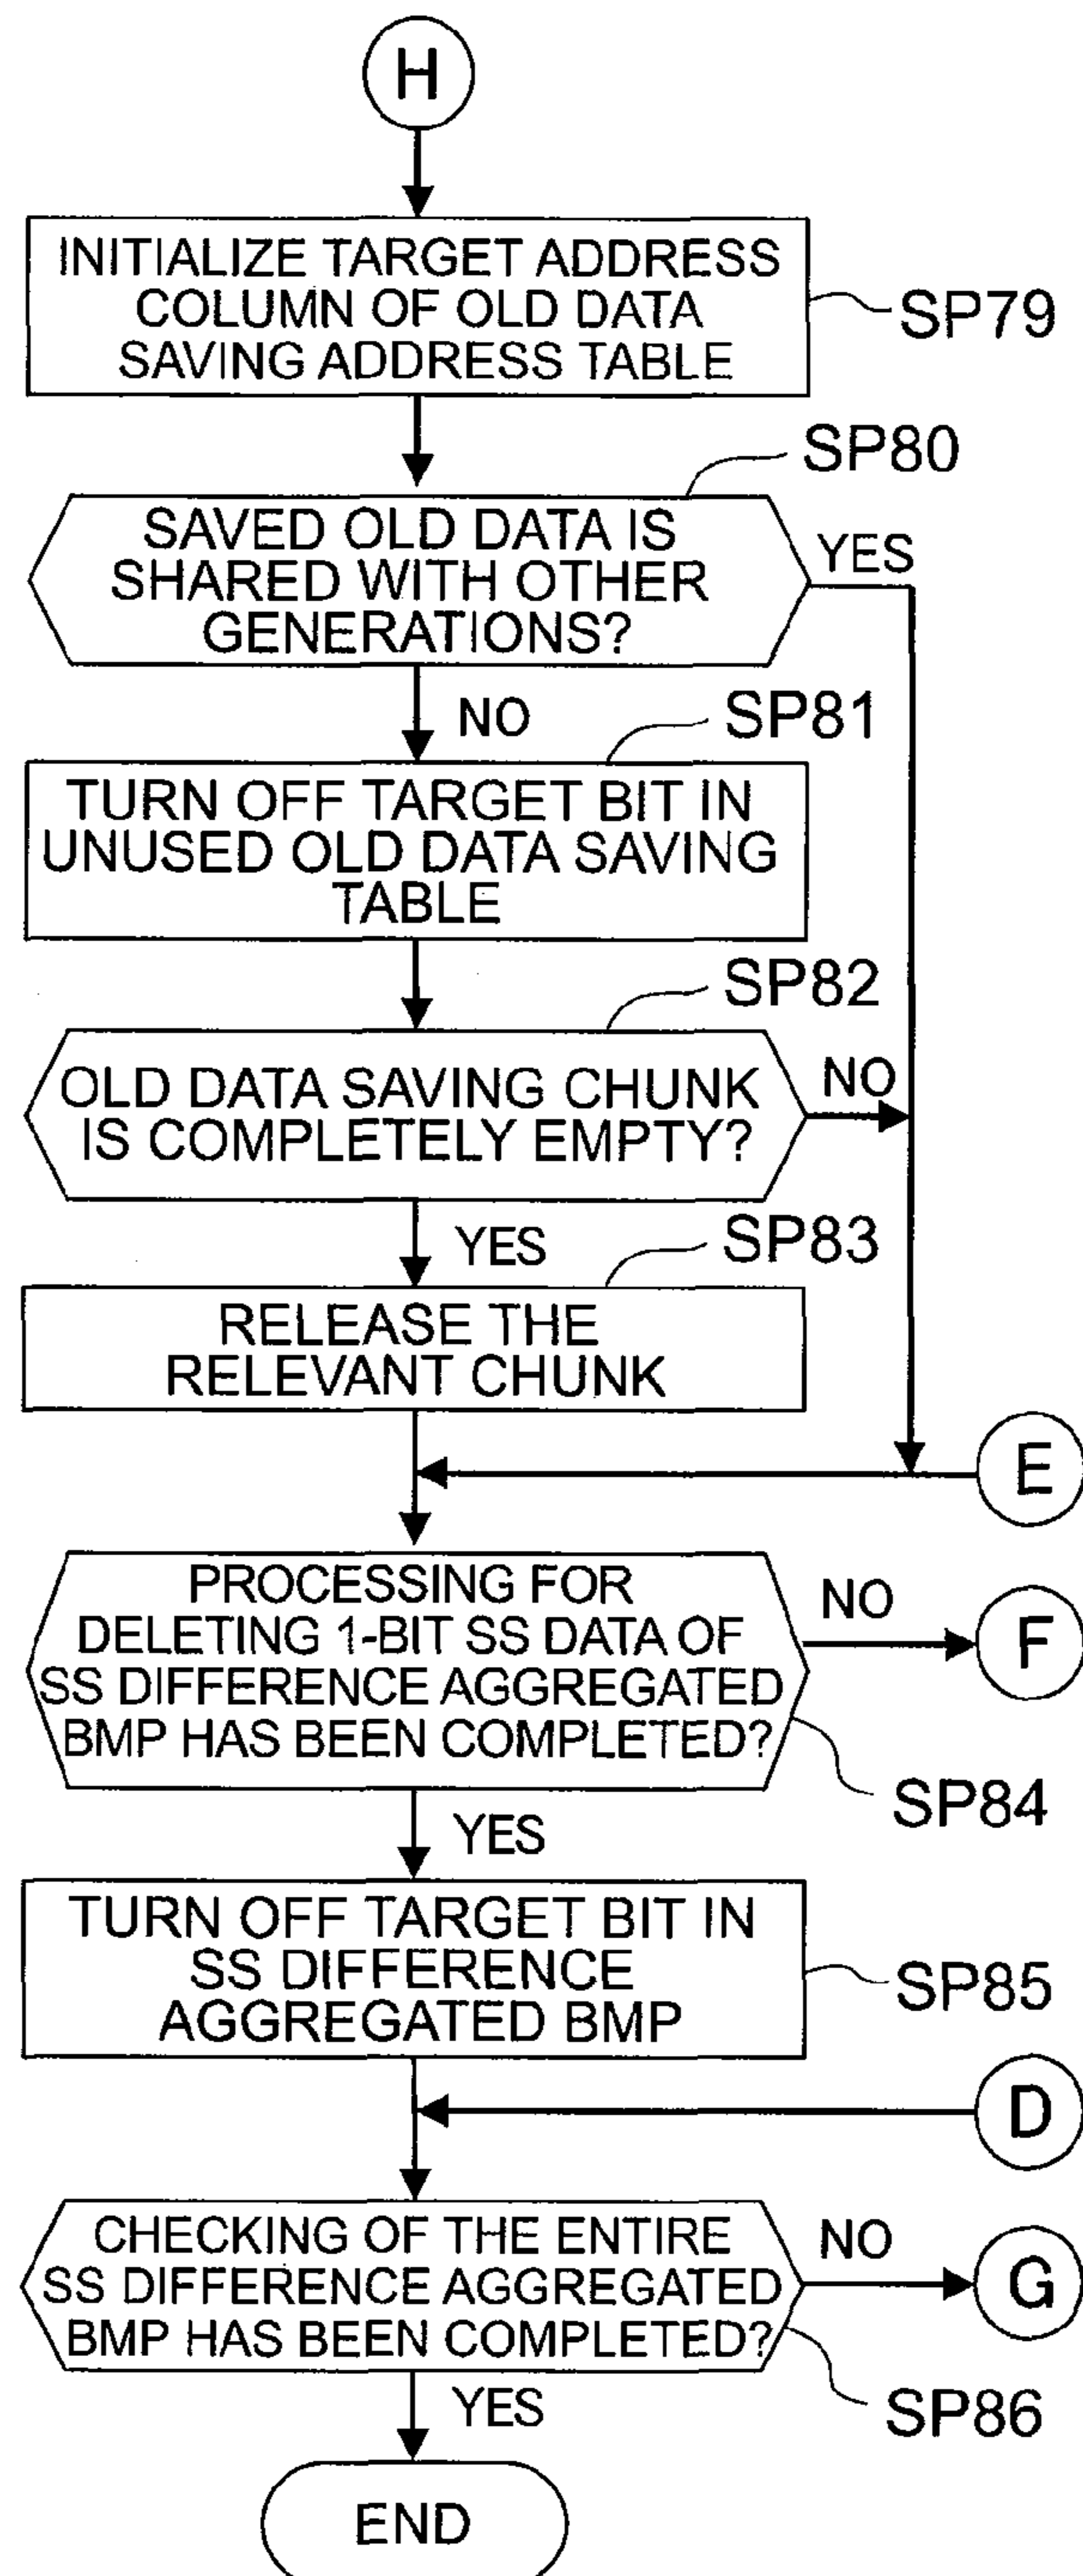 H
INITIALIZE TARGET ADDRESS
COLUMN OF OLD DATA
SAVING ADDRESS TABLE
SP79
SP80
SAVED OLD DATA IS
SHARED WITH OTHER
GENERATIONS?
YES
NO
SP81
TURN OFF TARGET BIT IN
UNUSED OLD DATA SAVING
TABLE
SP82
OLD DATA SAVING CHUNK
IS COMPLETELY EMPTY?
NO
YES
SP83
RELEASE THE
RELEVANT CHUNK
E
PROCESSING FOR
DELETING 1-BIT SS DATA OF
SS DIFFERENCE AGGREGATED
BMP HAS BEEN COMPLETED?
NO
F
SP84
YES
TURN OFF TARGET BIT IN
SS DIFFERENCE
AGGREGATED BMP
SP85
D
CHECKING OF THE ENTIRE
SS DIFFERENCE AGGREGATED
BMP HAS BEEN COMPLETED?
NO
G
SP86
YES
END